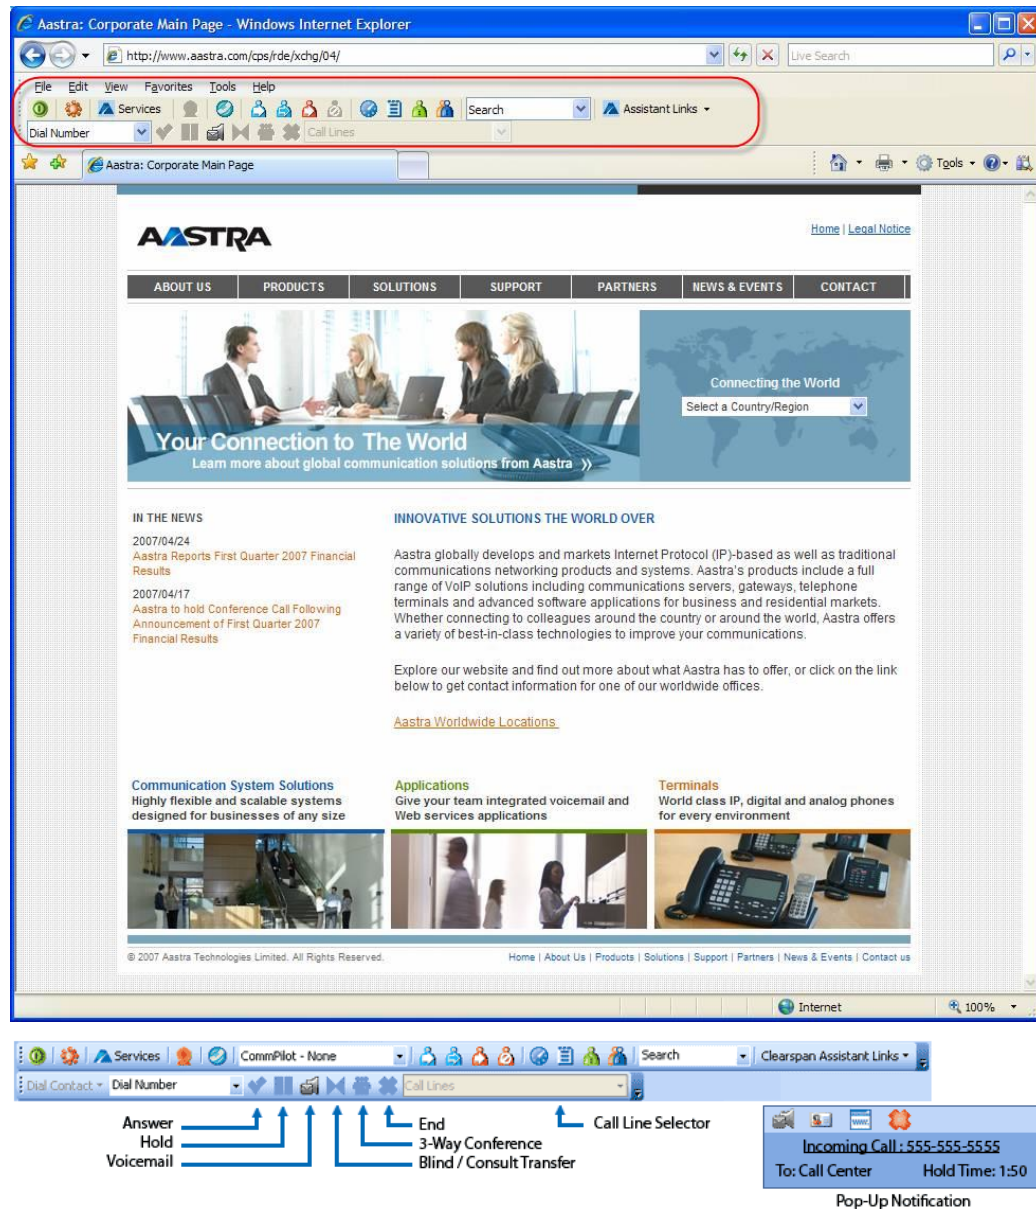 Aastra: Corporate Main Page - Windows Internet Explorer
http://www.aastra.com/cps/rde/xchg/04/
Live Search
File Edit View Favorites Tools Help
Services
Search
Assistant Links
Dial Number
Call Lines
Aastra: Corporate Main Page
Tools
AASTRA
Home | Legal Notice
ABOUT US PRODUCTS SOLUTIONS SUPPORT PARTNERS NEWS & EVENTS CONTACT
Connecting the World
Select a Country/Region
Your Connection to The World
Learn more about global communication solutions from Aastra »
IN THE NEWS
2007/04/24
Aastra Reports First Quarter 2007 Financial
Results
2007/04/17
Aastra to hold Conference Call Following
Announcement of First Quarter 2007
Financial Results
INNOVATIVE SOLUTIONS THE WORLD OVER
Aastra globally develops and markets Internet Protocol (IP)-based as well as traditional
communications networking products and systems. Aastra's products include a full
range of VoIP solutions including communications servers, gateways, telephone
terminals and advanced software applications for business and residential markets.
Whether connecting to colleagues around the country or around the world, Aastra offers
a variety of best-in-class technologies to improve your communications.
Explore our website and find out more about what Aastra has to offer, or click on the link
below to get contact information for one of our worldwide offices.
Aastra Worldwide Locations
Communication System Solutions
Highly flexible and scalable systems
designed for businesses of any size
Applications
Give your team integrated voicemail and
Web services applications
Terminals
World class IP, digital and analog phones
for every environment
© 2007 Aastra Technologies Limited. All Rights Reserved.
Home | About Us | Products | Solutions | Support | Partners | News & Events | Contact us
Internet
100%
Services
CommPilot - None
Search
Clearspan Assistant Links
Dial Contact
Dial Number
Call Lines
Answer
Hold
Voicemail
End
3-Way Conference
Blind / Consult Transfer
Call Line Selector
www.
Incoming Call : 555-555-5555
To: Call Center Hold Time: 1:50
Pop-Up Notification